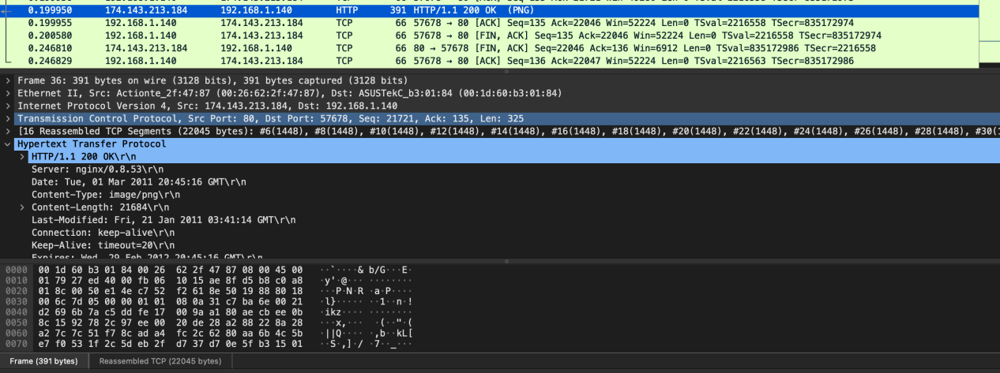 0.199950 174.143.213.184 192.168.1.140 HTTP 391 HTTP/1.1 200 OK (PNG)
0.199955 192.168.1.140 174.143.213.184 TCP 66 57678 → 80 [ACK] Seq=135 Ack=22046 Win=52224 Len=0 TSval=2216558 TSecr=835172974
0.200580 192.168.1.140 174.143.213.184 TCP 66 57678 → 80 [FIN, ACK] Seq=135 Ack=22046 Win=52224 Len=0 TSval=2216558 TSecr=835172974
0.246810 174.143.213.184 192.168.1.140 TCP 66 80 → 57678 [FIN, ACK] Seq=22046 Ack=136 Win=6912 Len=0 TSval=835172986 TSecr=2216558
0.246829 192.168.1.140 174.143.213.184 TCP 66 57678 → 80 [ACK] Seq=136 Ack=22047 Win=52224 Len=0 TSval=2216563 TSecr=835172986
Frame 36: 391 bytes on wire (3128 bits), 391 bytes captured (3128 bits)
Ethernet II, Src: Actionte_2f:47:87 (00:26:62:2f:47:87), Dst: ASUSTekC_b3:01:84 (00:1d:60:b3:01:84)
Internet Protocol Version 4, Src: 174.143.213.184, Dst: 192.168.1.140
Transmission Control Protocol, Src Port: 80, Dst Port: 57678, Seq: 21721, Ack: 135, Len: 325
[16 Reassembled TCP Segments (22045 bytes): #6(1448), #8(1448), #10(1448), #12(1448), #14(1448), #16(1448), #18(1448), #20(1448), #22(1448), #24(1448), #26(1448), #28(1448), #30(
Hypertext Transfer Protocol
HTTP/1.1 200 OK\r\n
Server: nginx/0.8.53\r\n
Date: Tue, 01 Mar 2011 20:45:16 GMT\r\n
Content-Type: image/png\r\n
Content-Length: 21684\r\n
Last-Modified: Fri, 21 Jan 2011 03:41:14 GMT\r\n
Connection: keep-alive\r\n
Keep-Alive: timeout=20\r\n
Expires: Wed, 29 Feb 2012 20:45:16 GMT\r\n
0000 00 1d 60 b3 01 84 00 26 62 2f 47 87 08 00 45 00 ··`····& b/G···E·
0010 01 79 27 ed 40 00 fb 06 10 15 ae 8f d5 b8 c0 a8 ·y'·@··· ········
0020 01 8c 00 50 e1 4e c7 52 f2 61 8e 50 19 88 80 18 ···P·N·R ·a·P····
0030 00 6c 7d 05 00 00 01 01 08 0a 31 c7 ba 6e 00 21 ·l}····· ··1··n·!
0040 d2 69 6b 7a c5 dd fe 17 00 9a a1 80 ae cb ee 0b ·ikz···· ········
0050 8c 15 92 78 2c 97 ee 00 20 de 28 a2 88 22 8a 28 ···x,··· ·(··"·(
0060 a2 7c 7c 51 f7 8c ad a4 fc 2c 62 80 aa 6b 4c 5b ·||Q···· ·,b··kL[
0070 e7 f0 53 1f 2c 5d eb 2f d7 37 d7 0e 5f b3 15 01 ··S·,]·/ ·7··_···
Frame (391 bytes) Reassembled TCP (22045 bytes)